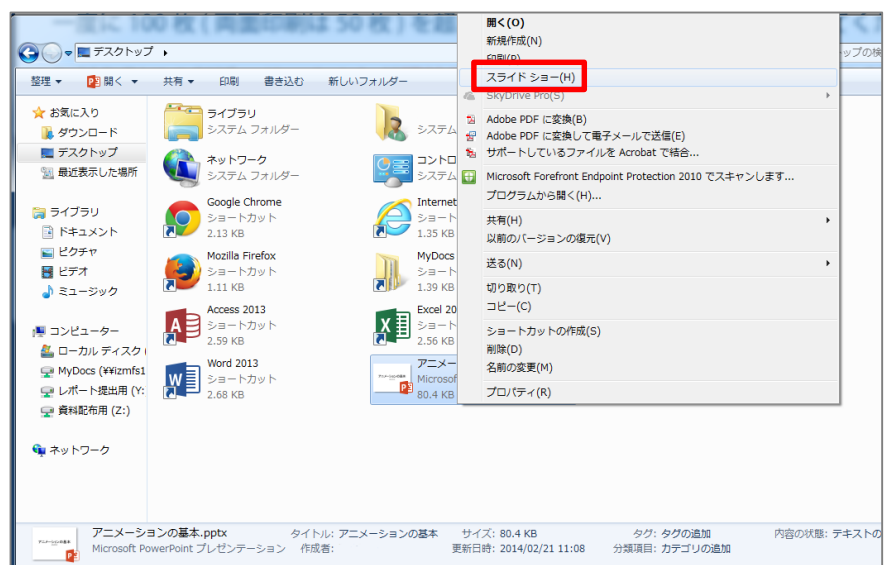 一度に 100 枚 ( 両面印刷は 50 枚 ) を超
デスクトップ
整理 開く 共有 印刷 書き込む 新しいフォルダー
お気に入り
ダウンロード
デスクトップ
最近表示した場所
ライブラリ
ドキュメント
ピクチャ
ビデオ
ミュージック
コンピューター
ローカル ディスク (
MyDocs (¥¥izmfs1
レポート提出用 (Y:
資料配布用 (Z:)
ネットワーク
ライブラリ
システム フォルダー
システム
ネットワーク
システム フォルダー
コントロ
システム
Google Chrome
ショートカット
2.13 KB
Internet
ショート
1.35 KB
Mozilla Firefox
ショートカット
1.11 KB
MyDocs
ショート
1.39 KB
Access 2013
ショートカット
2.59 KB
Excel 20
ショート
2.56 KB
Word 2013
ショートカット
2.68 KB
アニメー
Microsof
80.4 KB
開く(O)
新規作成(N)
印刷(P)
スライド ショー(H)
SkyDrive Pro(S)
Adobe PDF に変換(B)
Adobe PDF に変換して電子メールで送信(E)
サポートしているファイルを Acrobat で結合...
Microsoft Forefront Endpoint Protection 2010 でスキャンします...
プログラムから開く(H)...
共有(H)
以前のバージョンの復元(V)
送る(N)
切り取り(T)
コピー(C)
ショートカットの作成(S)
削除(D)
名前の変更(M)
プロパティ(R)
ップの検
アニメーションの基本.pptx タイトル: アニメーションの基本 サイズ: 80.4 KB タグ: タグの追加 内容の状態: テキストの
Microsoft PowerPoint プレゼンテーション 作成者: 更新日時: 2014/02/21 11:08 分類項目: カテゴリの追加